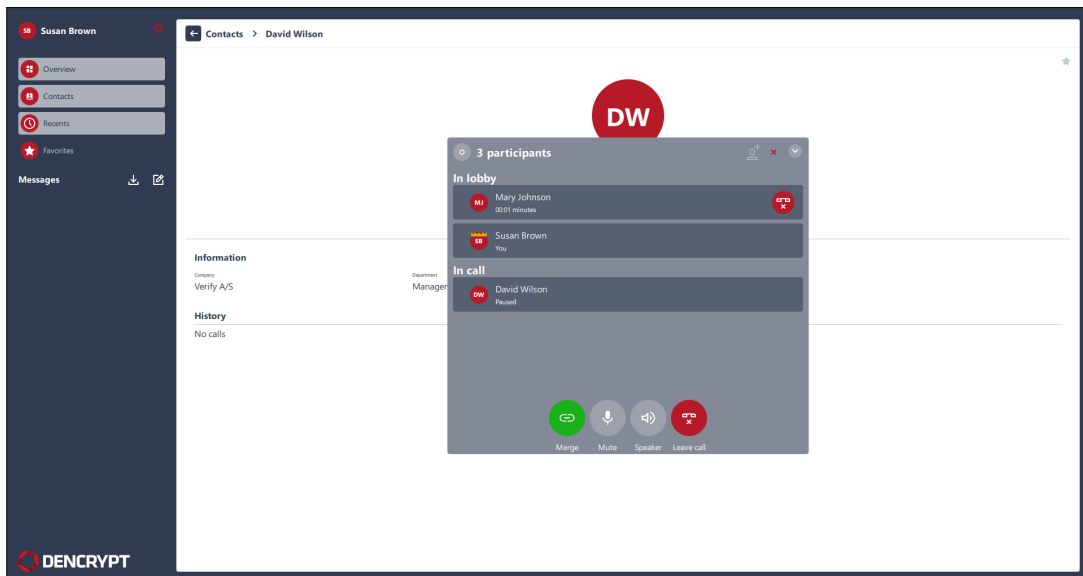 SB Susan Brown
Contacts > David Wilson
Overview
Contacts
Recents
Favorites
Messages
DW
3 participants
In lobby
MJ Mary Johnson
00:01 minutes
SB Susan Brown
You
In call
DW David Wilson
Paused
Merge Mute Speaker Leave call
Information
Company Department
Verify A/S Manager
History
No calls
DENCRYPT